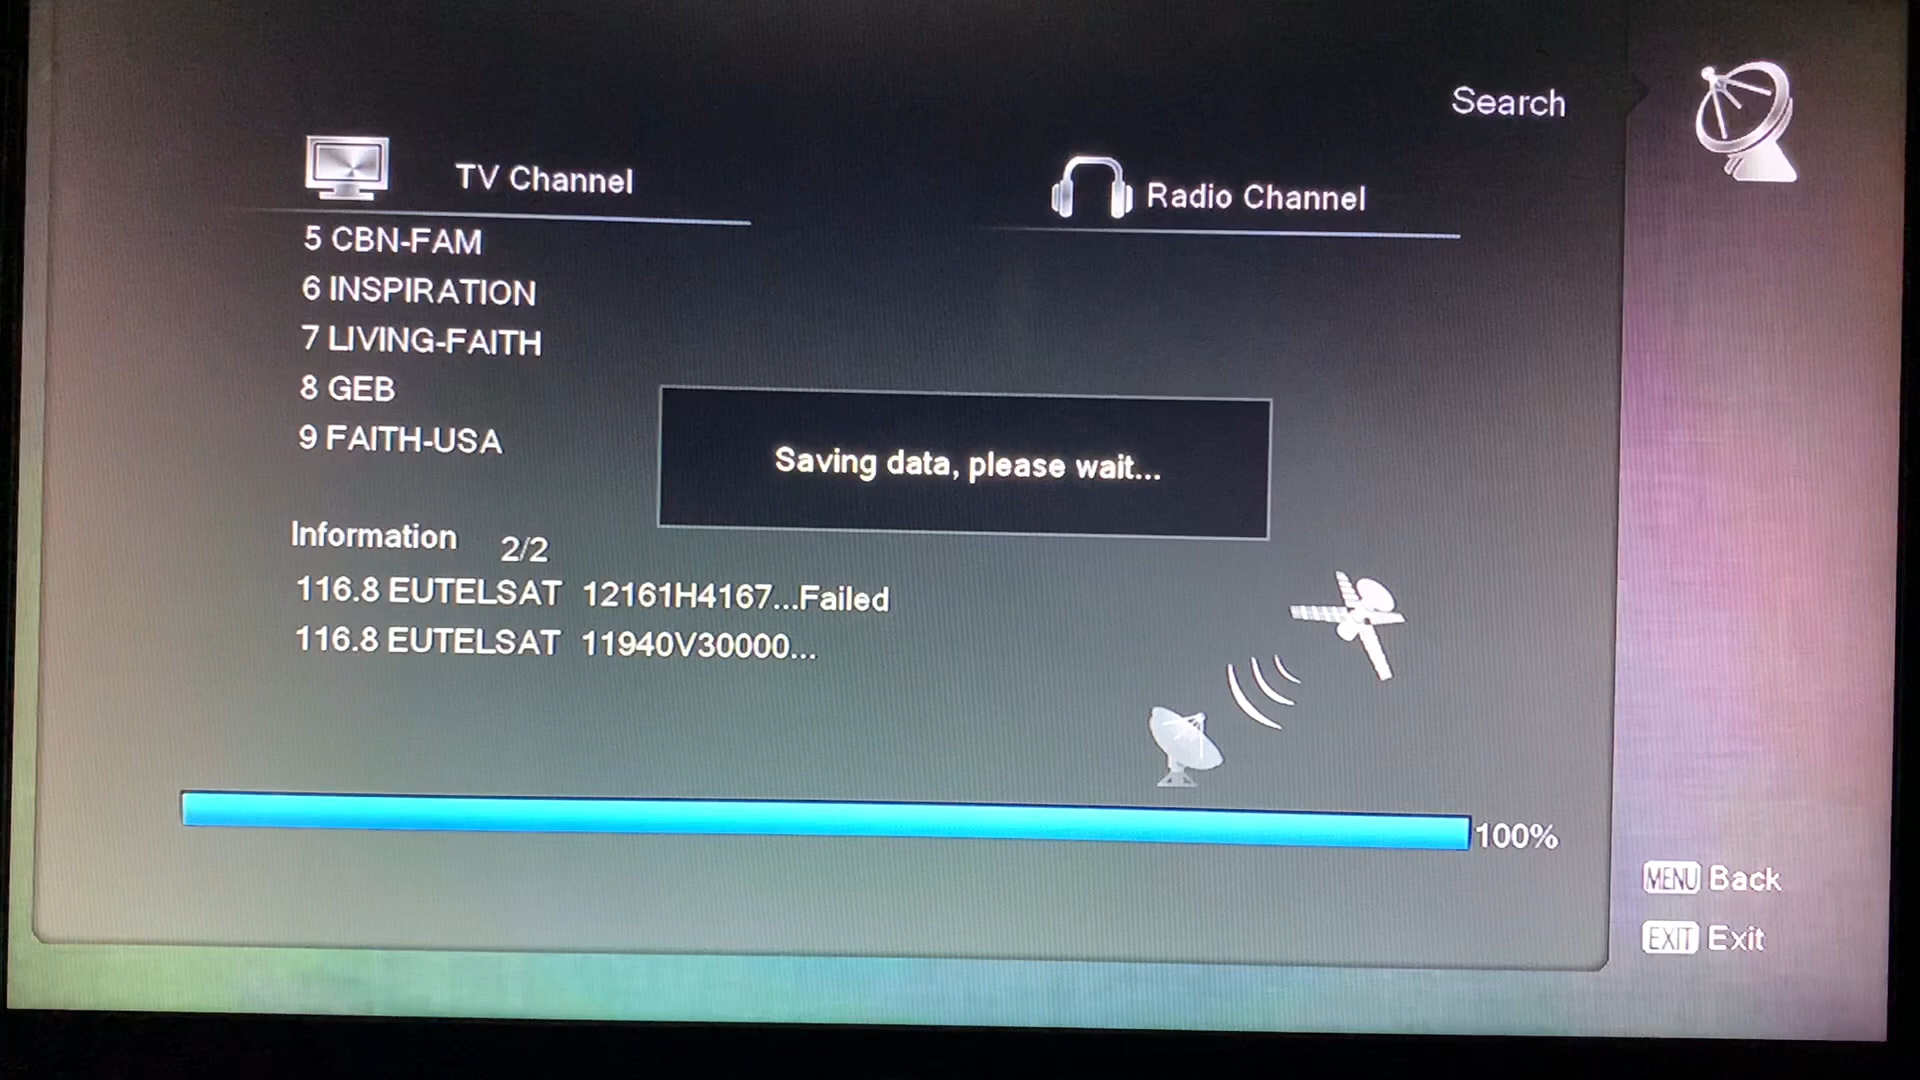 Search
TV Channel
Radio Channel
5 CBN-FAM
6 INSPIRATION
7 LIVING-FAITH
8 GEB
9 FAITH-USA
Saving data, please wait...
Information 2/2
116.8 EUTELSAT 12161H4167...Failed
116.8 EUTELSAT 11940V30000...
100%
MENU Back
EXIT Exit